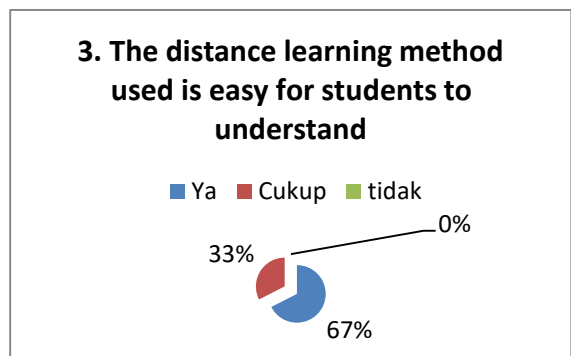 3. The distance learning method
used is easy for students to
understand
Ya Cukup tidak
0%
33%
67%